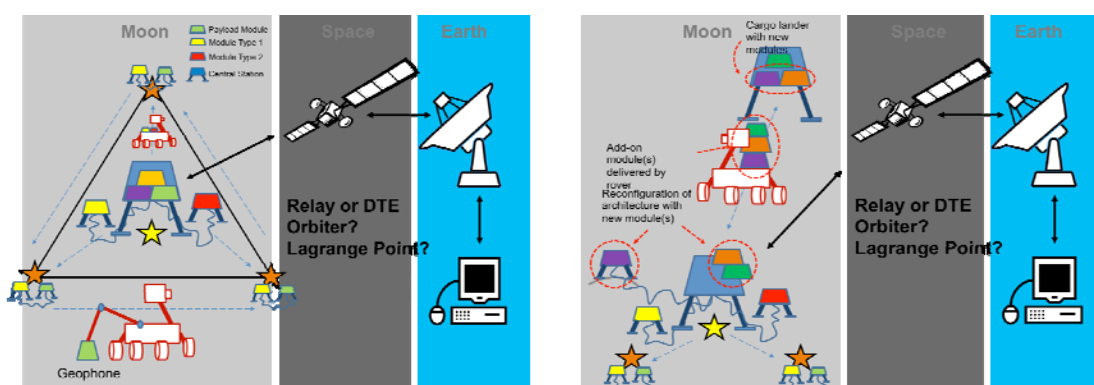 Moon
Space
Earth
Payload Module
Module Type 1
Module Type 2
Central Station
Relay or DTE
Orbiter?
Lagrange Point?
Geophone
Moon
Space
Earth
Cargo lander
with new
modules
Add-on
module(s)
delivered by
rover
Reconfiguration of
architecture with
new module(s)
Relay or DTE
Orbiter?
Lagrange Point?